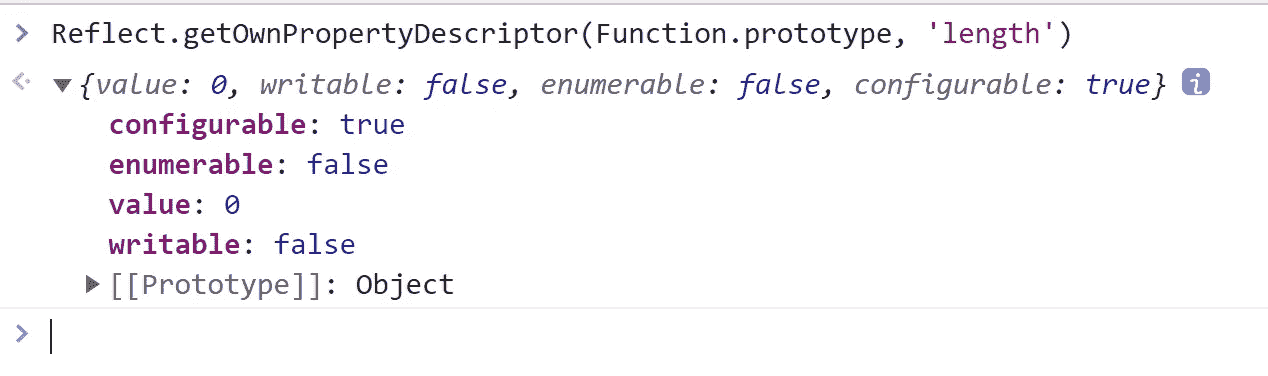 > Reflect.getOwnPropertyDescriptor(Function.prototype, 'length')
{value: 0, writable: false, enumerable: false, configurable: true} i
configurable: true
enumerable: false
value: 0
writable: false
[[Prototype]]: Object
>